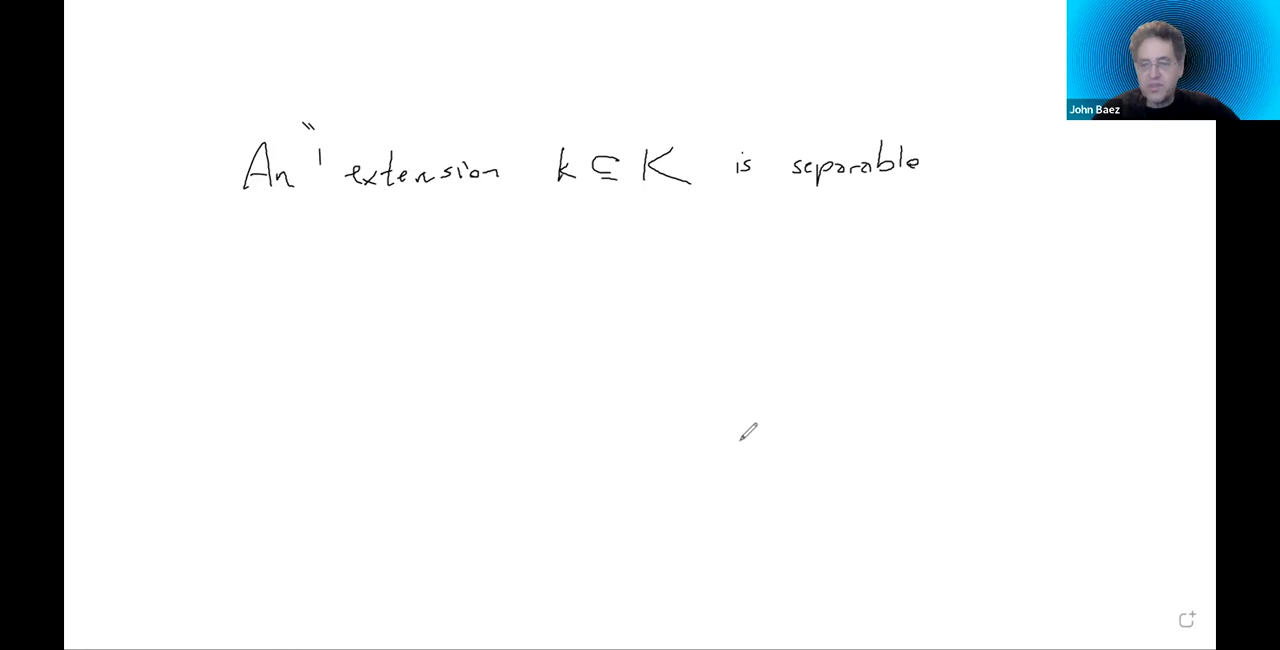 John Baez
An extension k ⊆ K is separable